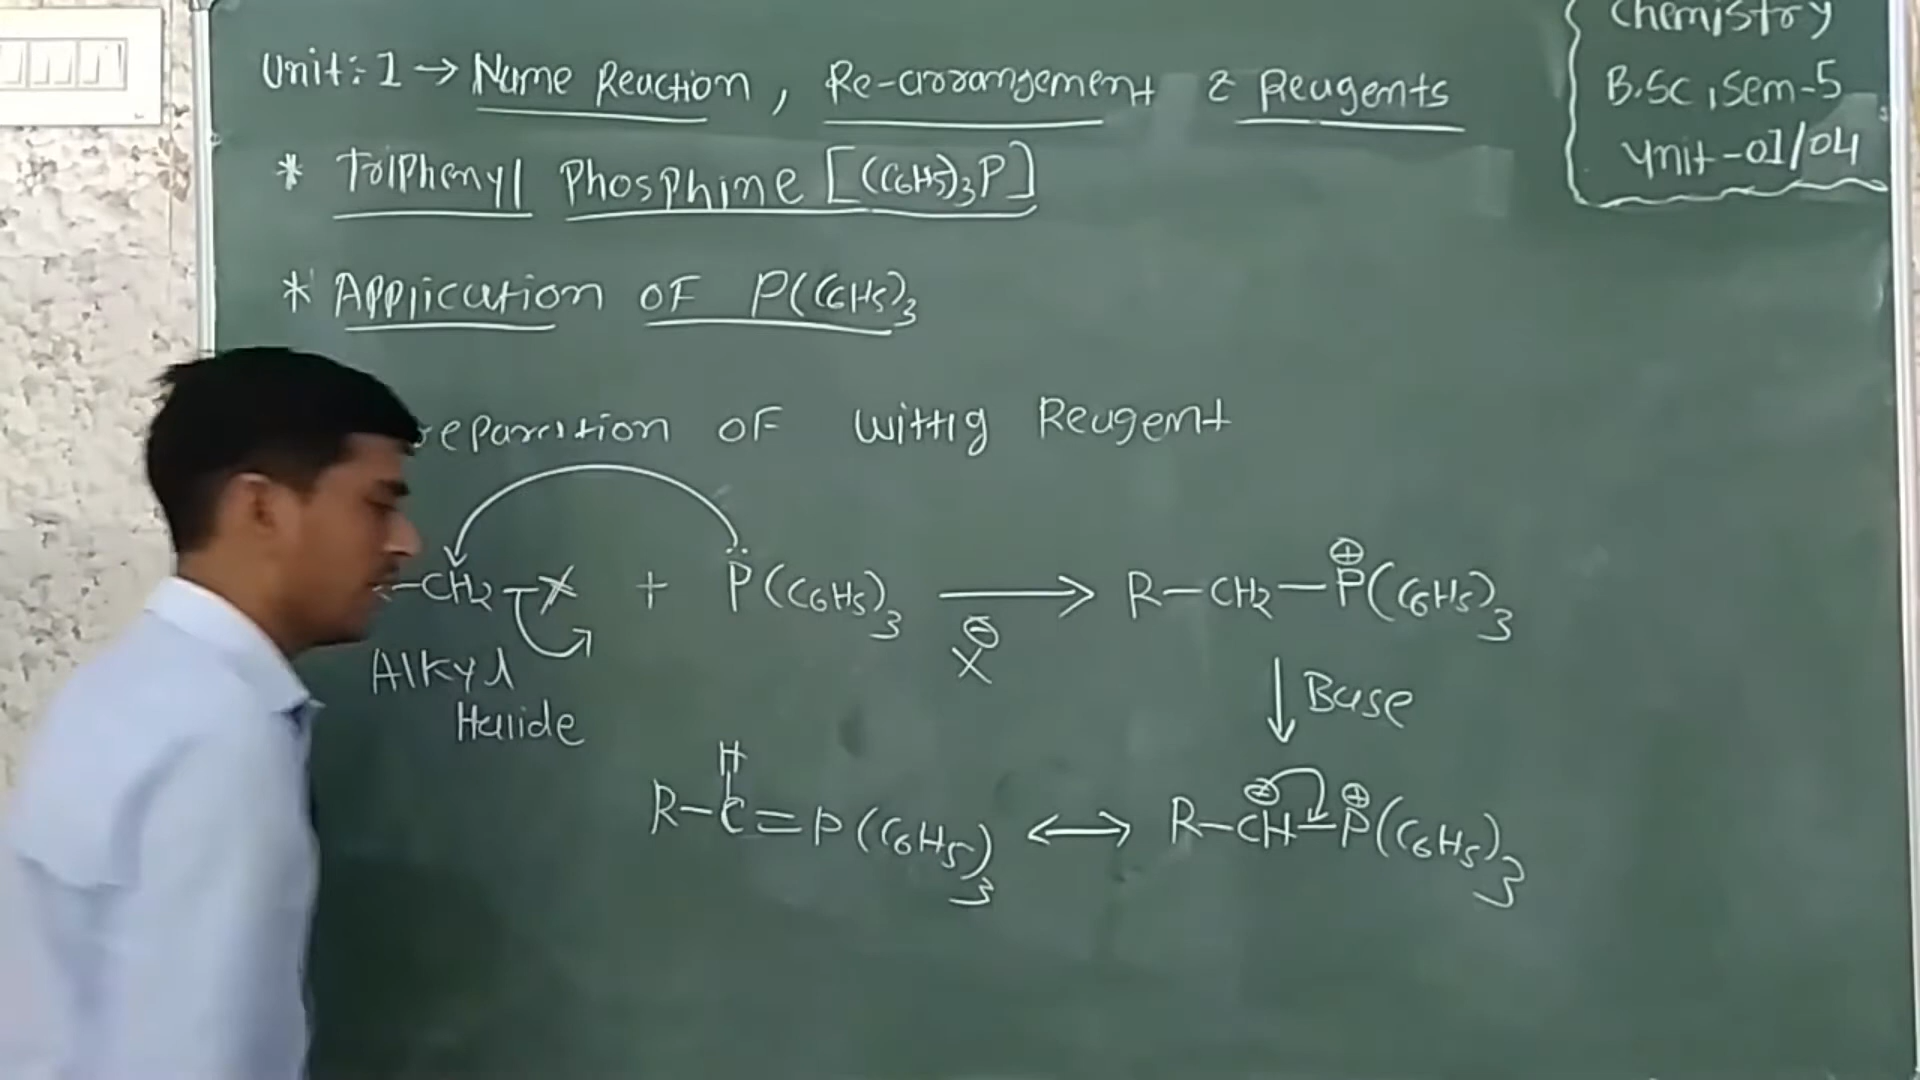 Unit:1 → Name Reaction, Re-arrangement & Reagents
Chemistry
B.Sc, Sem-5
Unit-01/04
* Triphenyl Phosphine [(C6H5)3P]
* Application OF P(C6H5)3
reparation OF Wittig Reagent
-CH2-X + P̈(C6H5)3 ⟶ R-CH2-P⊕(C6H5)3
X⊖
Alkyl
Halide
↓ Base
H
R-C=P(C6H5)3 ⟷ R-CH⊖-P⊕(C6H5)3